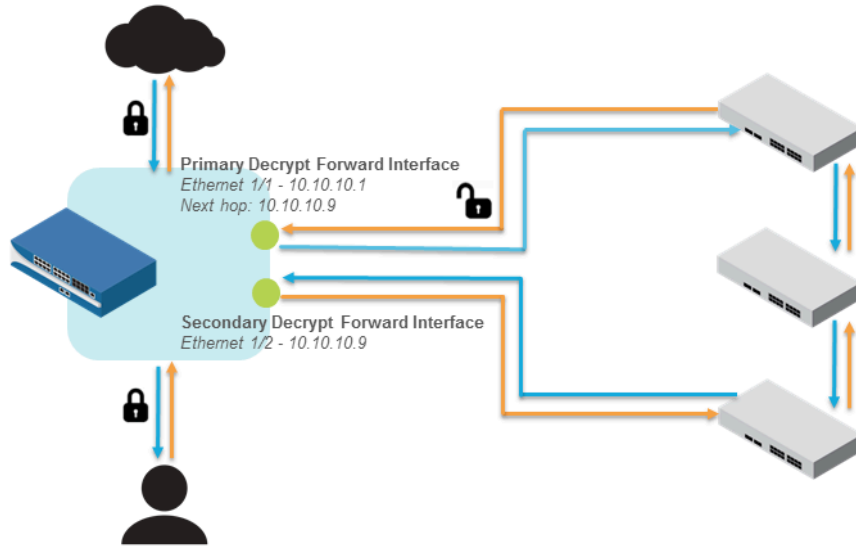 Primary Decrypt Forward Interface
Ethernet 1/1 - 10.10.10.1
Next hop: 10.10.10.9
Secondary Decrypt Forward Interface
Ethernet 1/2 - 10.10.10.9